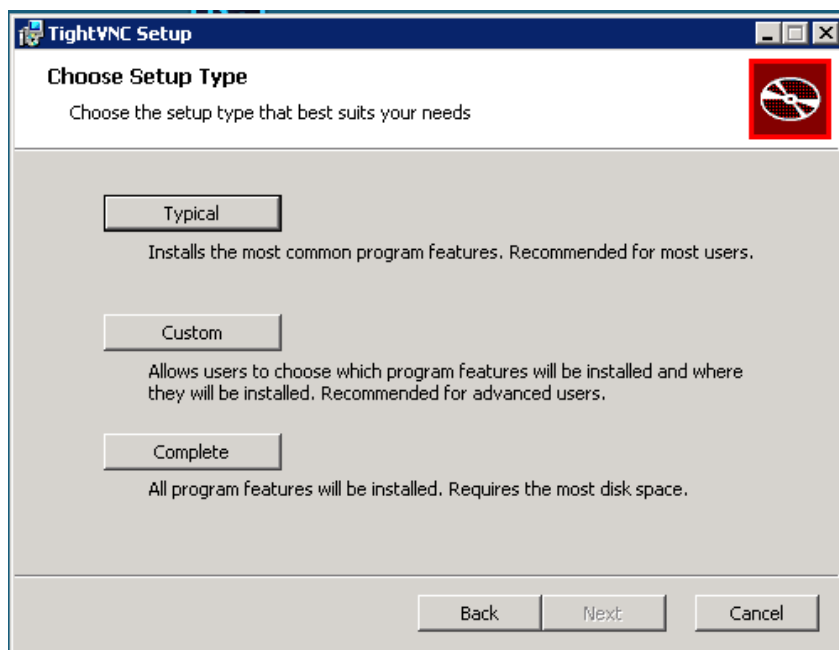 TightVNC Setup
Choose Setup Type
Choose the setup type that best suits your needs
Typical
Installs the most common program features. Recommended for most users.
Custom
Allows users to choose which program features will be installed and where
they will be installed. Recommended for advanced users.
Complete
All program features will be installed. Requires the most disk space.
Back Next Cancel